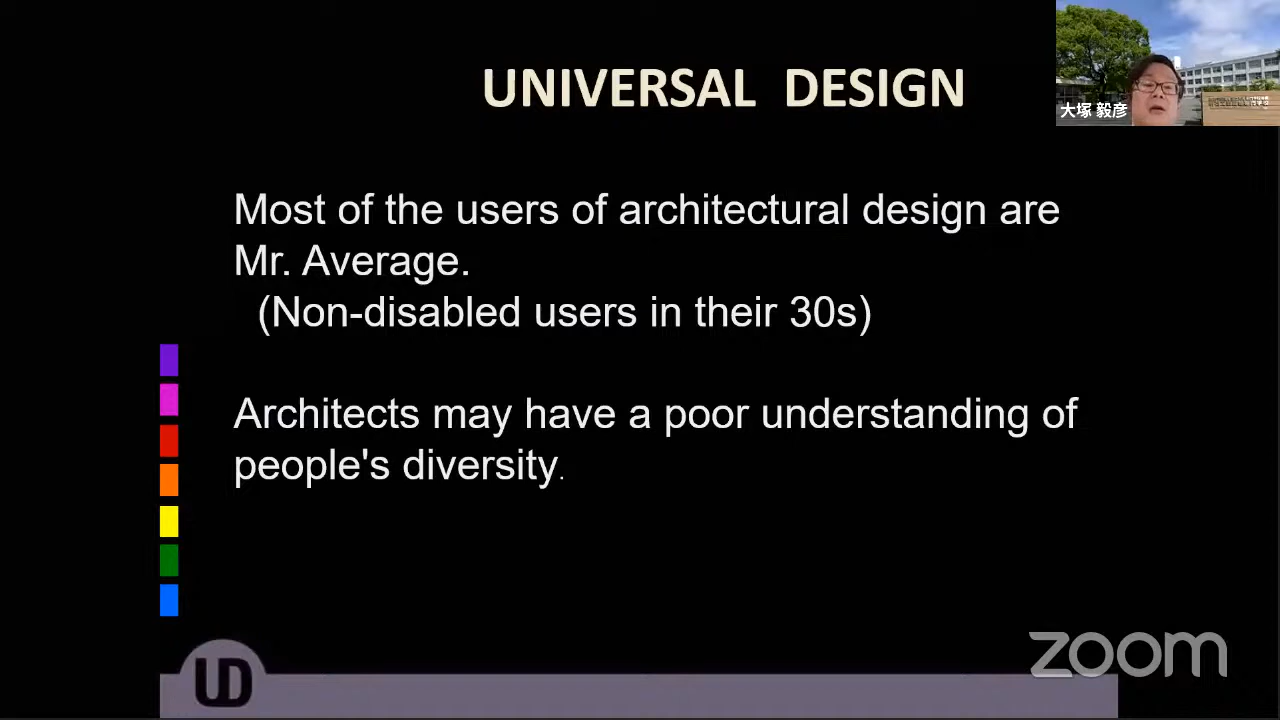 UNIVERSAL DESIGN
大塚 毅彦
Most of the users of architectural design are
Mr. Average.
(Non-disabled users in their 30s)
Architects may have a poor understanding of
people's diversity.
UD
zoom